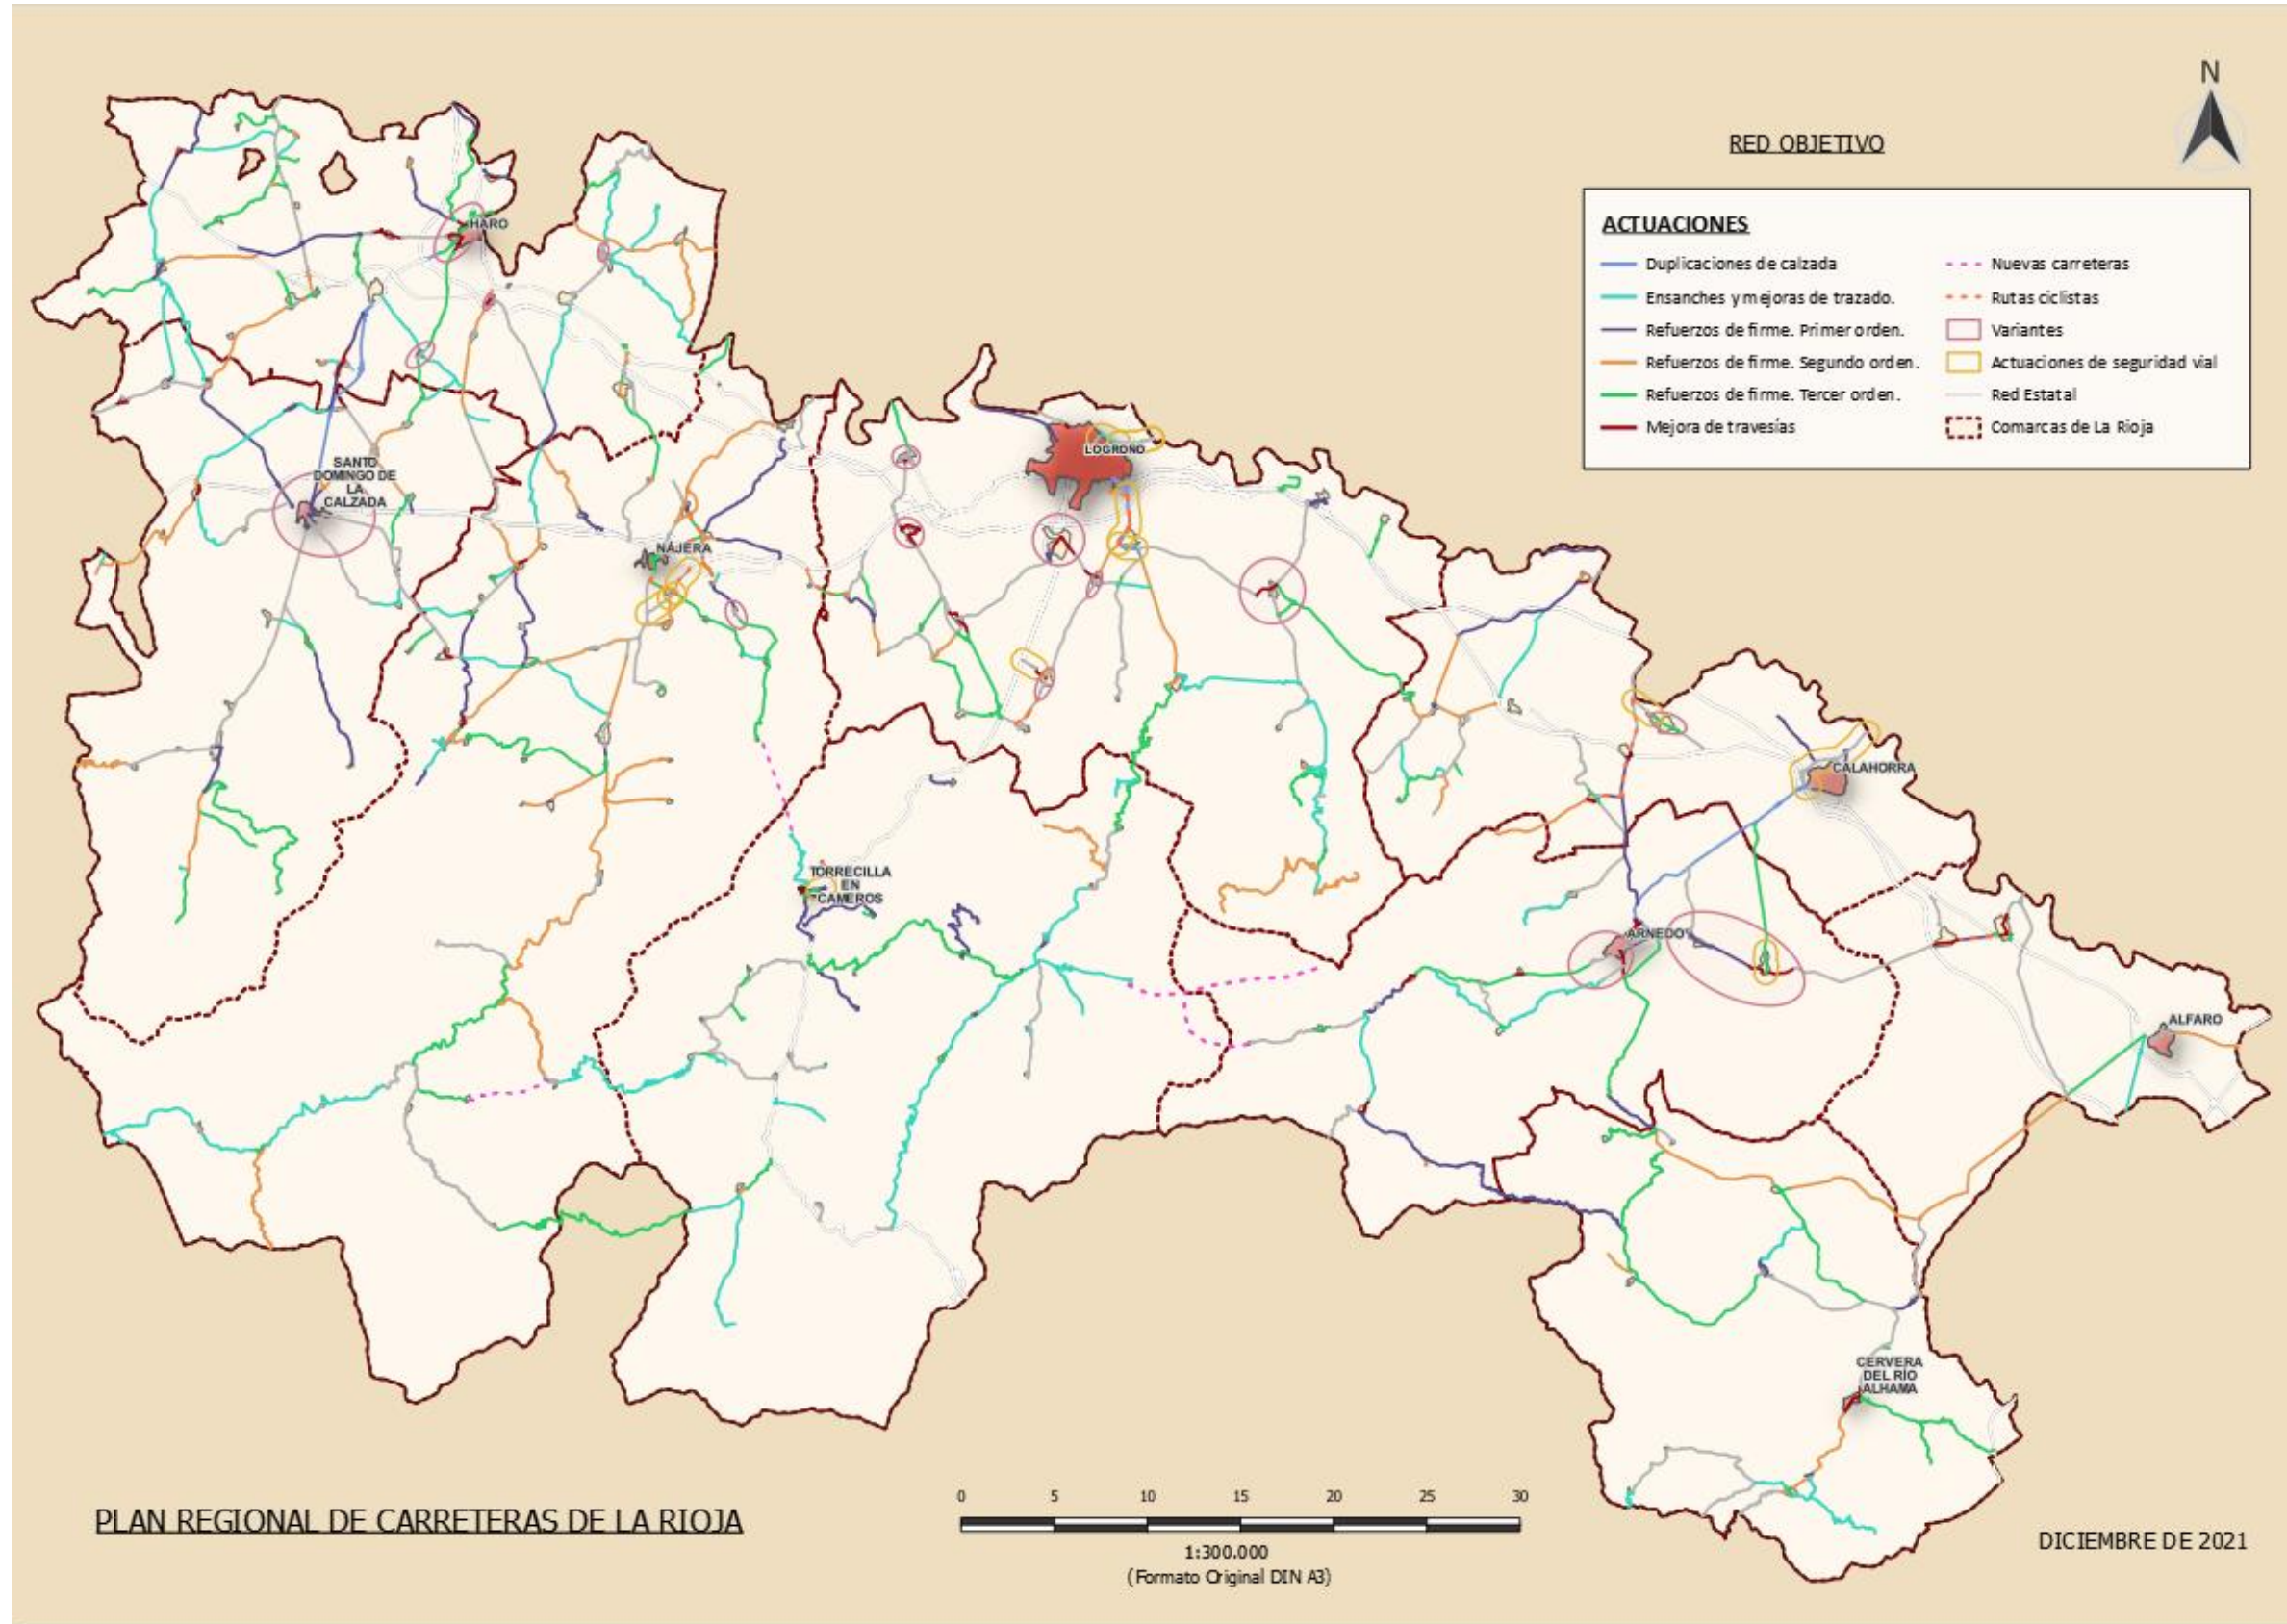 N
RED OBJETIVO
ACTUACIONES
Duplicaciones de calzada
Ensanches y mejoras de trazado.
Refuerzos de firme. Primer orden.
Refuerzos de firme. Segundo orden.
Refuerzos de firme. Tercer orden.
Mejora de travesías
Nuevas carreteras
Rutas ciclistas
Variantes
Actuaciones de seguridad vial
Red Estatal
Comarcas de La Rioja
HARO
LOGROÑO
SANTO
DOMINGO DE
LA
CALZADA
NÁJERA
CALAHORRA
TORRECILLA
EN
CAMEROS
ARNEDO
ALFARO
CERVERA
DEL RÍO
ALHAMA
PLAN REGIONAL DE CARRETERAS DE LA RIOJA
0 5 10 15 20 25 30
1:300.000
(Formato Original DIN A3)
DICIEMBRE DE 2021